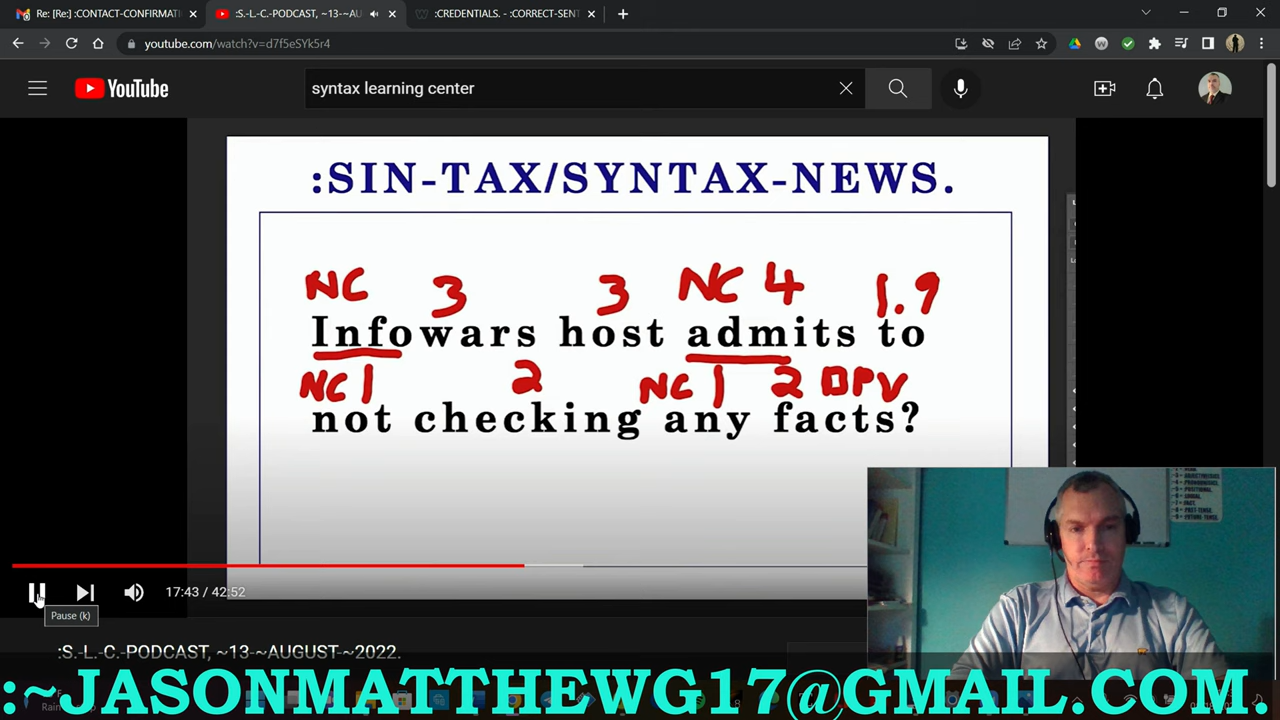 Re: [Re:] :CONTACT-CONFIRMATI
:S.-L.-C.-PODCAST, ~13-~AU
:CREDENTIALS. - :CORRECT-SENT
youtube.com/watch?v=d7f5eSYk5r4
YouTube
syntax learning center
:SIN-TAX/SYNTAX-NEWS.
NC 3 3 NC 4 1.9
Infowars host admits to
NC 1 2 NC 1 2 DPV
not checking any facts?
17:43 / 42:52
Pause (k)
:S.-L.-C.-PODCAST, ~13-~AUGUST-~2022.
:~JASONMATTHEWG17@GMAIL.COM.